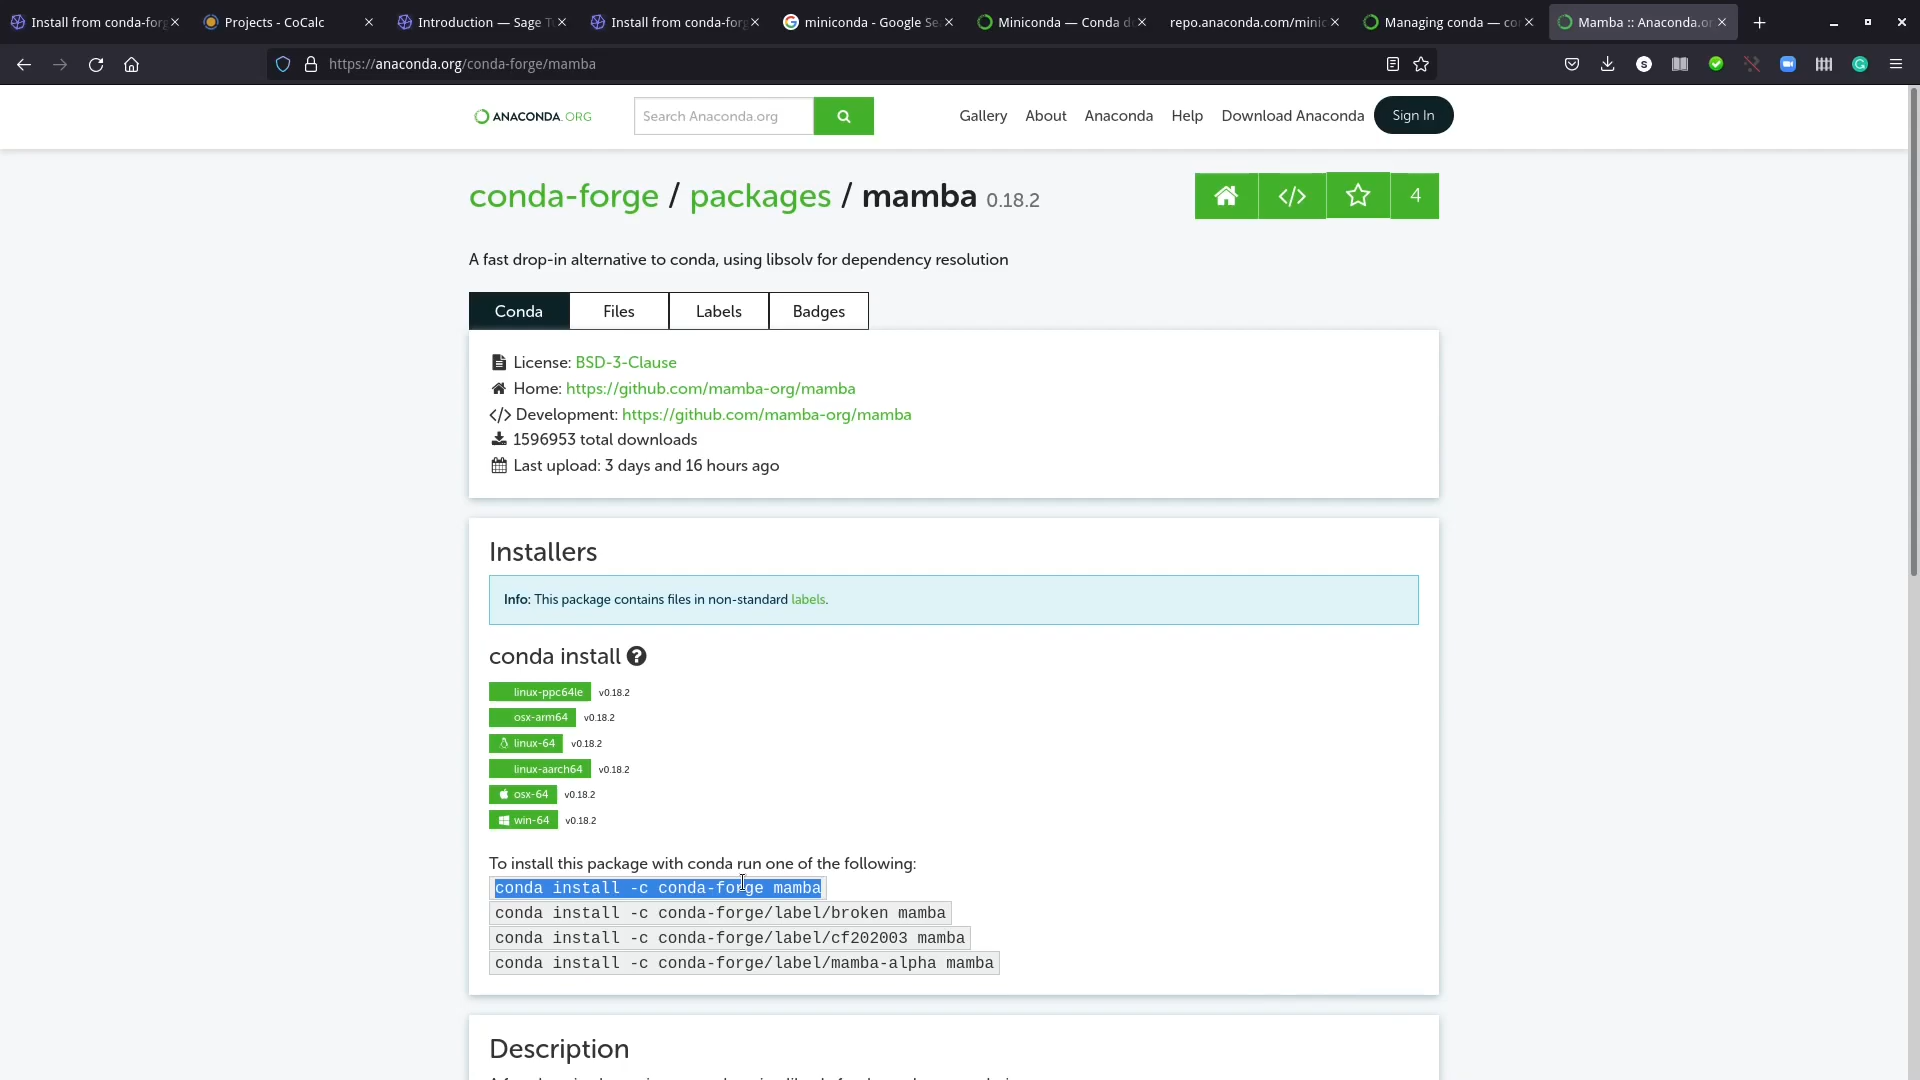 Install from conda-forg
Projects - CoCalc
Introduction — Sage T
Install from conda-forg
miniconda - Google Se
Miniconda — Conda d
repo.anaconda.com/minic
Managing conda — co
Mamba :: Anaconda.or
https://anaconda.org/conda-forge/mamba
ANACONDA.ORG
Search Anaconda.org
Gallery
About
Anaconda
Help
Download Anaconda
Sign In
conda-forge / packages / mamba 0.18.2
4
A fast drop-in alternative to conda, using libsolv for dependency resolution
Conda
Files
Labels
Badges
License: BSD-3-Clause
Home: https://github.com/mamba-org/mamba
</> Development: https://github.com/mamba-org/mamba
1596953 total downloads
Last upload: 3 days and 16 hours ago
Installers
Info: This package contains files in non-standard labels.
conda install
linux-ppc64le v0.18.2
osx-arm64 v0.18.2
linux-64 v0.18.2
linux-aarch64 v0.18.2
osx-64 v0.18.2
win-64 v0.18.2
To install this package with conda run one of the following:
conda install -c conda-forge mamba
conda install -c conda-forge/label/broken mamba
conda install -c conda-forge/label/cf202003 mamba
conda install -c conda-forge/label/mamba-alpha mamba
Description